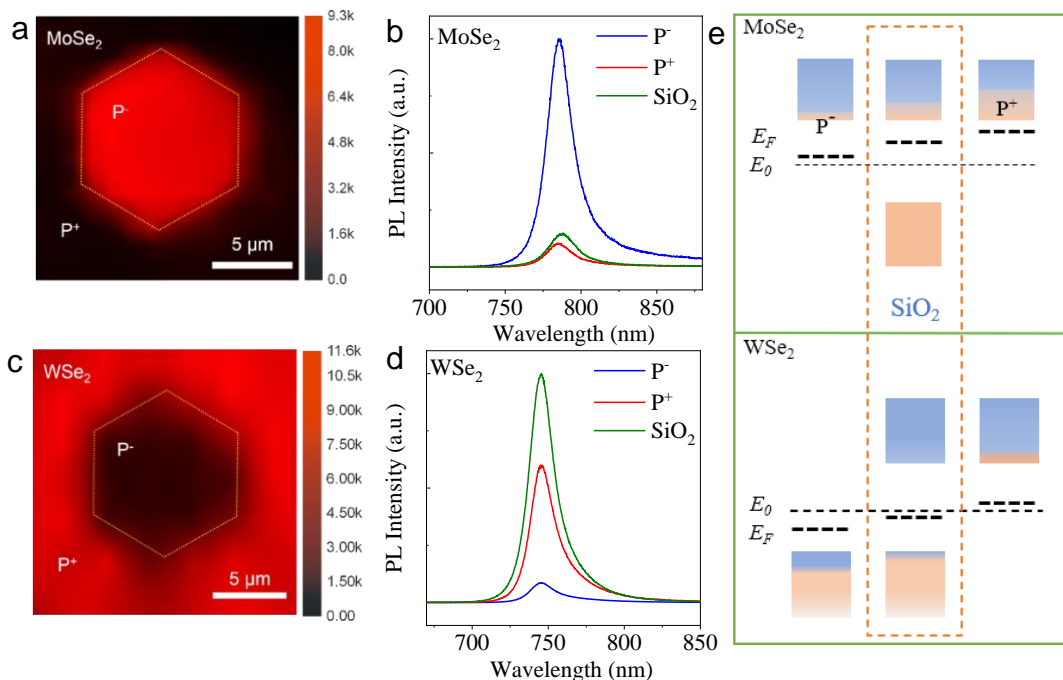 a
MoSe₂
P⁻
P⁺
5 µm
9.3k
8.0k
6.4k
4.8k
3.2k
1.6k
0.0
b
MoSe₂
P⁻
P⁺
SiO₂
PL Intensity (a.u.)
700 750 800 850
Wavelength (nm)
c
WSe₂
P⁻
P⁺
5 µm
11.6k
10.5k
9.00k
7.50k
6.00k
4.50k
3.00k
1.50k
0.00
d
WSe₂
P⁻
P⁺
SiO₂
PL Intensity (a.u.)
700 750 800 850
Wavelength (nm)
e
MoSe₂
P⁻
P⁺
E_F
E₀
SiO₂
WSe₂
E₀
E_F